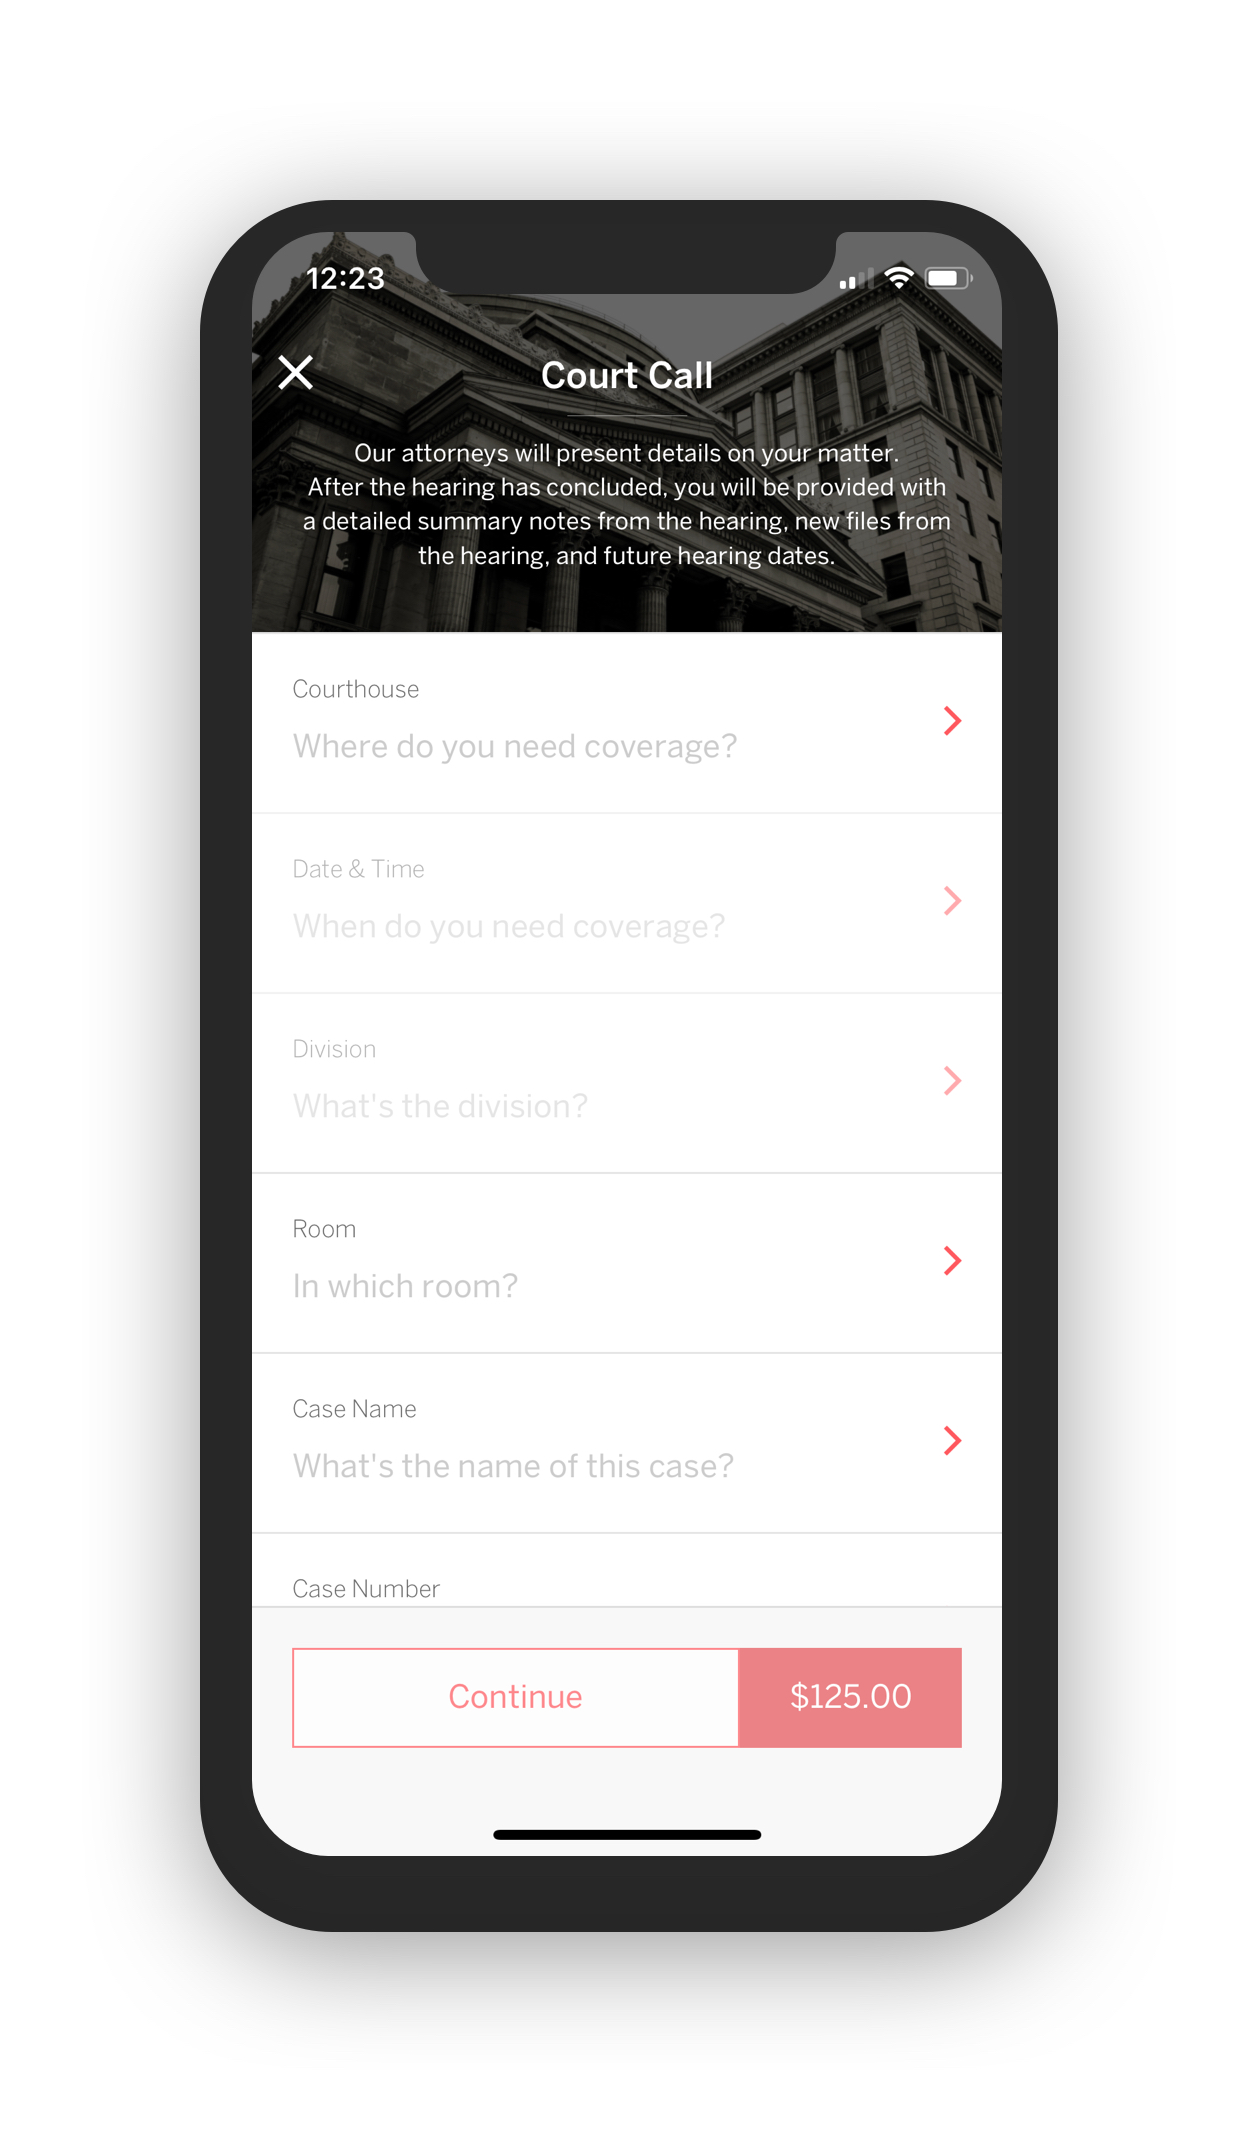 12:23
Court Call
Our attorneys will present details on your matter.
After the hearing has concluded, you will be provided with
a detailed summary notes from the hearing, new files from
the hearing, and future hearing dates.
Courthouse
Where do you need coverage?
Date & Time
When do you need coverage?
Division
What's the division?
Room
In which room?
Case Name
What's the name of this case?
Case Number
Continue
$125.00